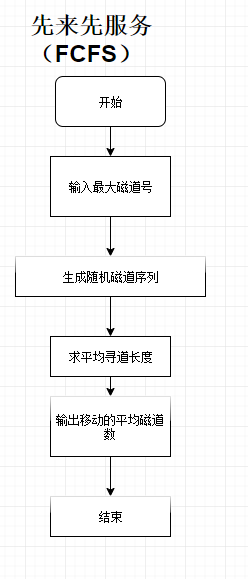 先来先服务
（FCFS）
开始
输入最大磁道号
生成随机磁道序列
求平均寻道长度
输出移动的平均磁道
数
结束